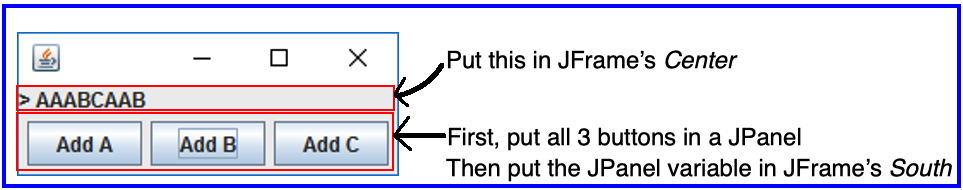 Put this in JFrame's Center
> AAABCAAB
Add A
Add B
Add C
First, put all 3 buttons in a JPanel
Then put the JPanel variable in JFrame's South